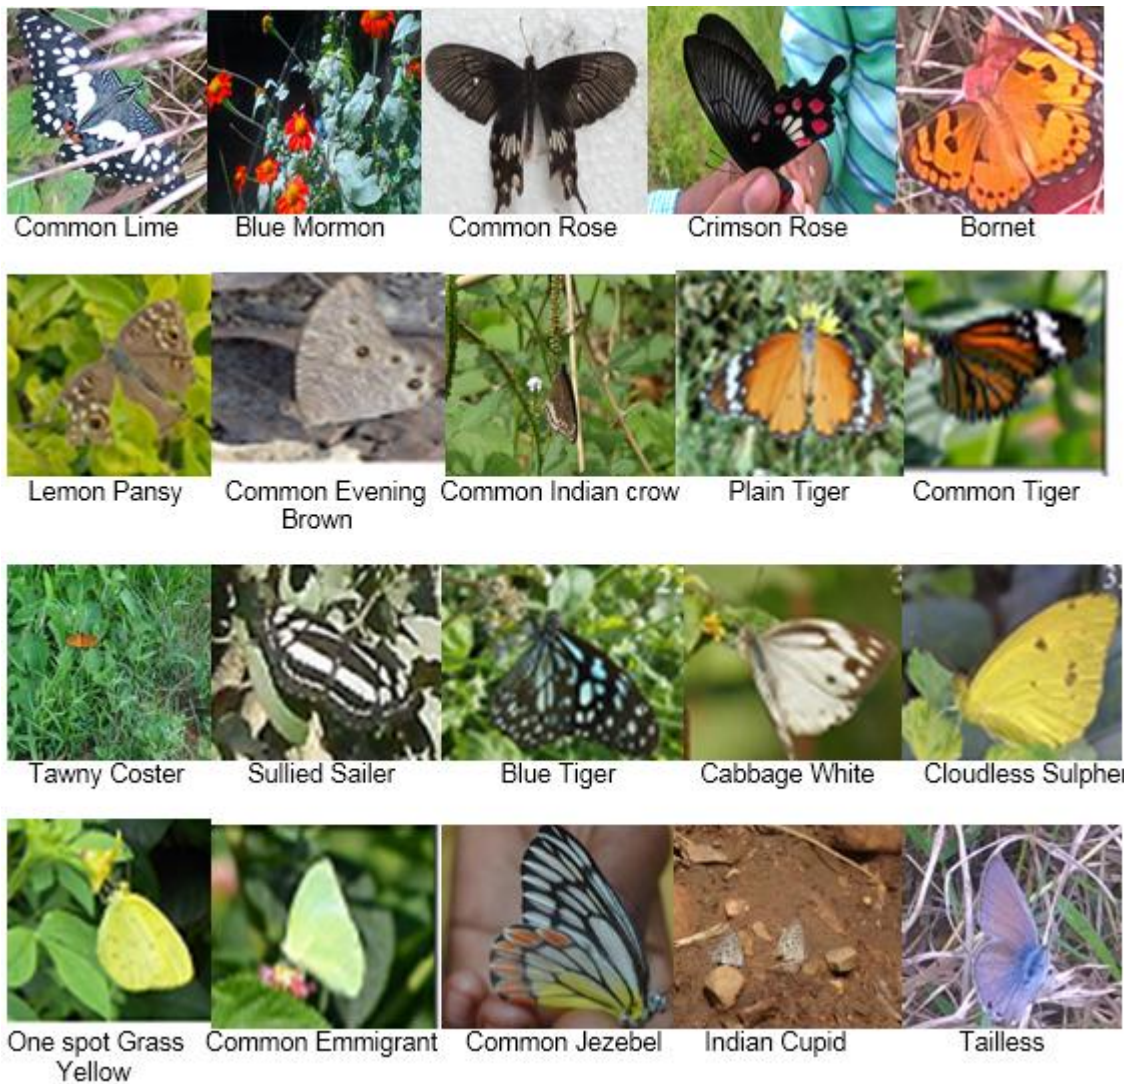 Common Lime Blue Mormon Common Rose Crimson Rose Bornet
Lemon Pansy Common Evening Common Indian crow Plain Tiger Common Tiger
Brown
Tawny Coster Sullied Sailer Blue Tiger Cabbage White Cloudless Sulpher
One spot Grass Common Emmigrant Common Jezebel Indian Cupid Tailless
Yellow